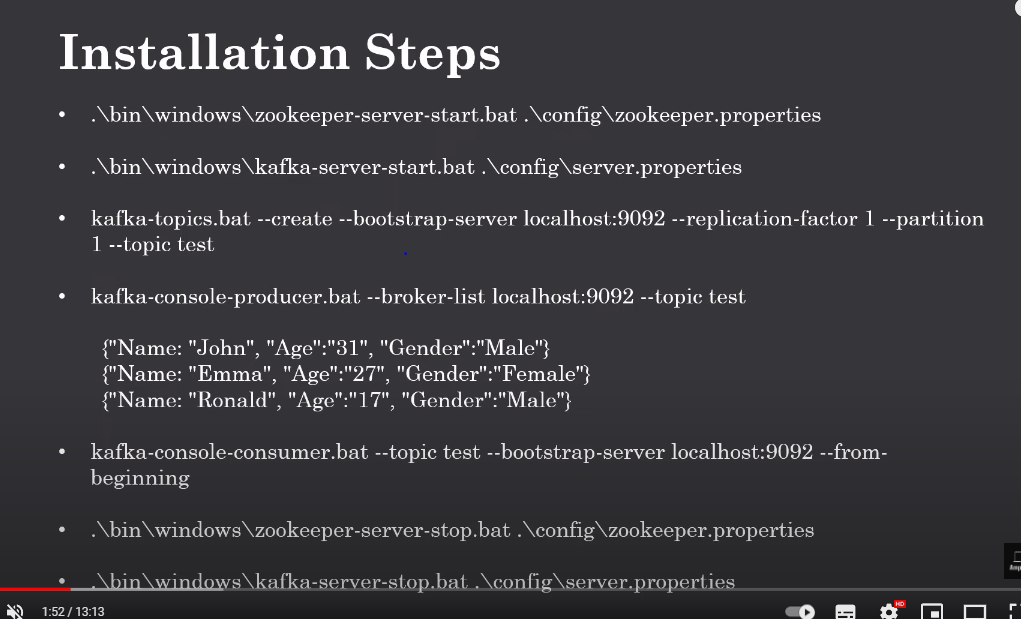 Installation Steps
• .\bin\windows\zookeeper-server-start.bat .\config\zookeeper.properties
• .\bin\windows\kafka-server-start.bat .\config\server.properties
• kafka-topics.bat --create --bootstrap-server localhost:9092 --replication-factor 1 --partition
1 --topic test
• kafka-console-producer.bat --broker-list localhost:9092 --topic test
{"Name: "John", "Age":"31", "Gender":"Male"}
{"Name: "Emma", "Age":"27", "Gender":"Female"}
{"Name: "Ronald", "Age":"17", "Gender":"Male"}
• kafka-console-consumer.bat --topic test --bootstrap-server localhost:9092 --from-
beginning
• .\bin\windows\zookeeper-server-stop.bat .\config\zookeeper.properties
• .\bin\windows\kafka-server-stop.bat .\config\server.properties
1:52 / 13:13
HD